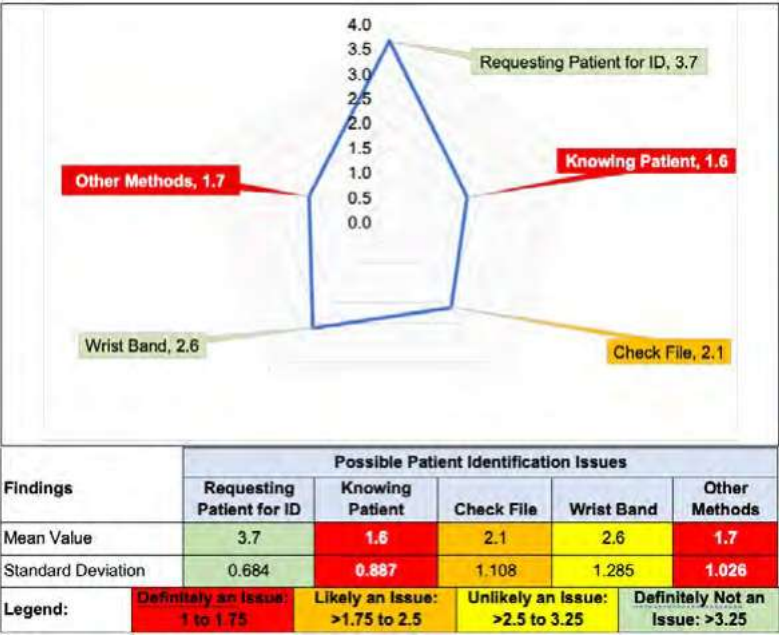 4.0
3.5
3.0
2.5
2.0
1.5
1.0
0.5
0.0
Requesting Patient for ID, 3.7
Knowing Patient, 1.6
Other Methods, 1.7
Wrist Band, 2.6
Check File, 2.1
Possible Patient Identification Issues
Findings
Requesting
Patient for ID
Knowing
Patient
Check File
Wrist Band
Other
Methods
Mean Value 3.7 1.6 2.1 2.6 1.7
Standard Deviation 0.684 0.887 1.108 1.285 1.026
Legend:
Definitely an Issue:
1 to 1.75
Likely an Issue:
>1.75 to 2.5
Unlikely an Issue:
>2.5 to 3.25
Definitely Not an
Issue: >3.25